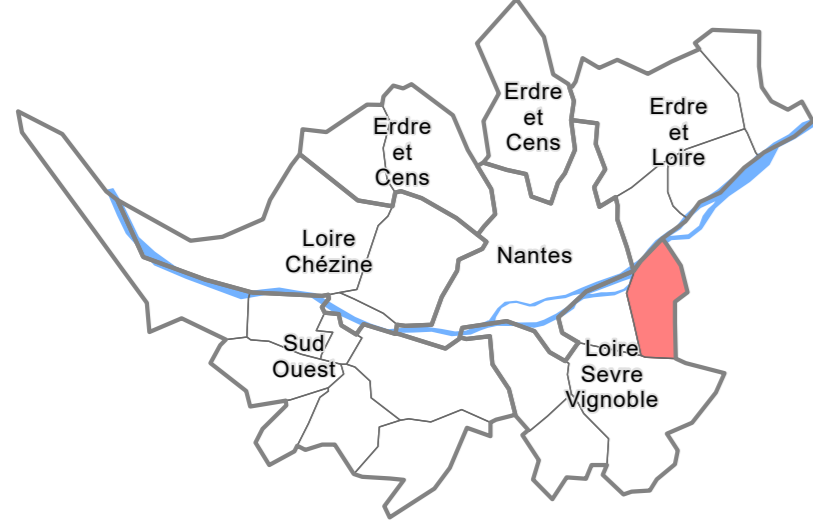 Erdre
et
Cens
Erdre
et
Loire
Erdre
et
Cens
Loire
Chézine
Nantes
Sud
Ouest
Loire
Sevre
Vignoble